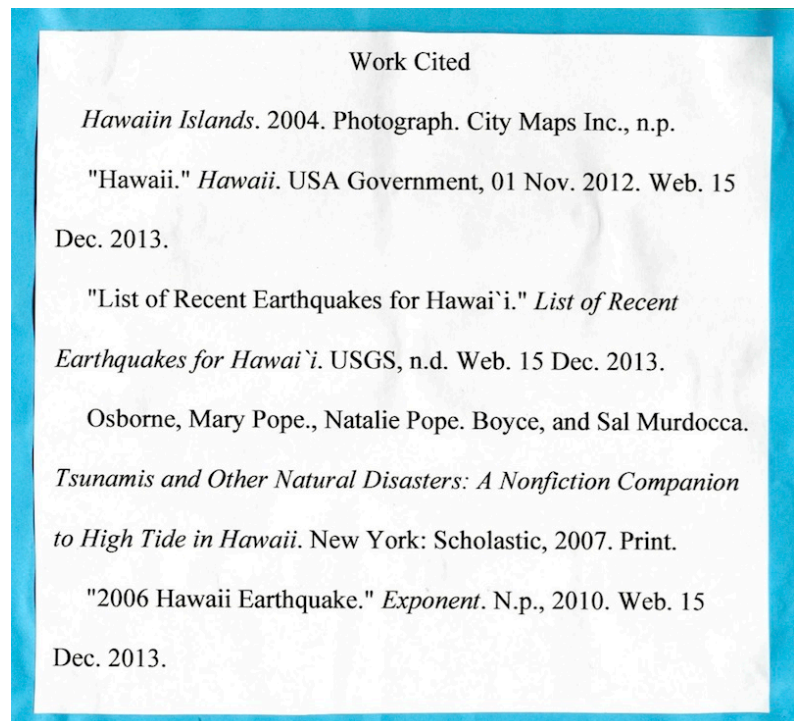 Work Cited
Hawaiin Islands. 2004. Photograph. City Maps Inc., n.p.
"Hawaii." Hawaii. USA Government, 01 Nov. 2012. Web. 15
Dec. 2013.
"List of Recent Earthquakes for Hawai`i." List of Recent
Earthquakes for Hawai`i. USGS, n.d. Web. 15 Dec. 2013.
Osborne, Mary Pope., Natalie Pope. Boyce, and Sal Murdocca.
Tsunamis and Other Natural Disasters: A Nonfiction Companion
to High Tide in Hawaii. New York: Scholastic, 2007. Print.
"2006 Hawaii Earthquake." Exponent. N.p., 2010. Web. 15
Dec. 2013.